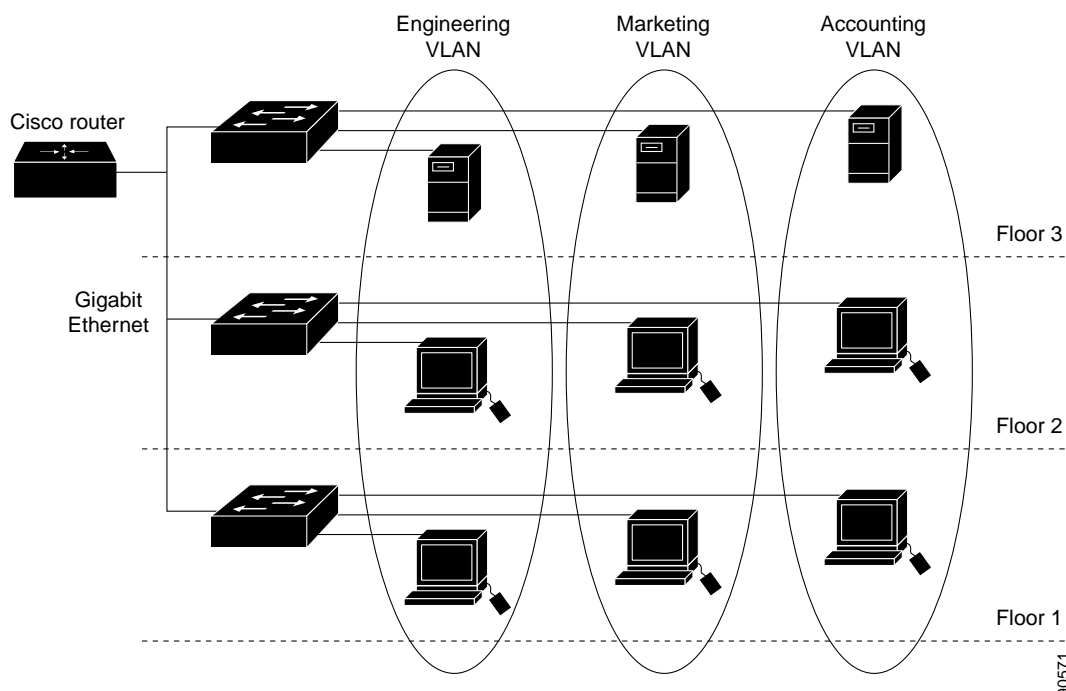 Engineering
VLAN
Marketing
VLAN
Accounting
VLAN
Cisco router
Floor 3
Gigabit
Ethernet
Floor 2
Floor 1